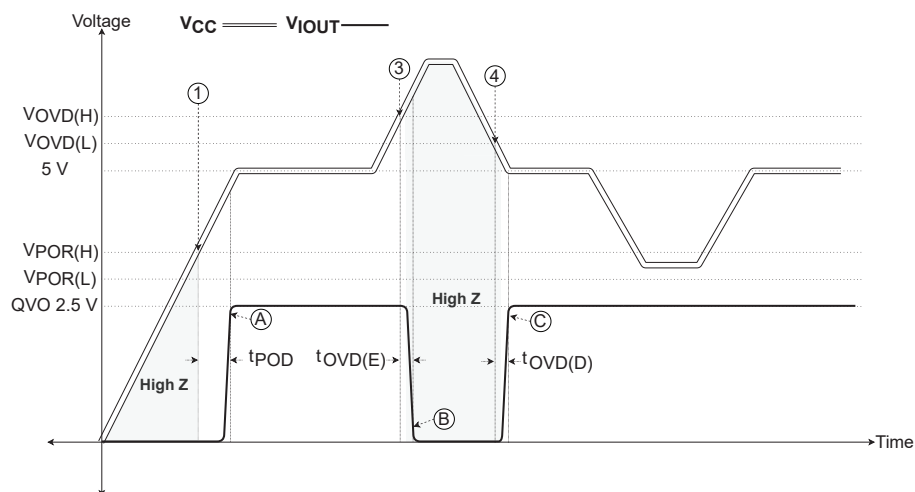 Voltage
VCC VIOUT
1
3
4
VOVD(H)
VOVD(L)
5 V
VPOR(H)
VPOR(L)
QVO 2.5 V
High Z
A
C
tPOD
tOVD(E)
tOVD(D)
High Z
B
Time